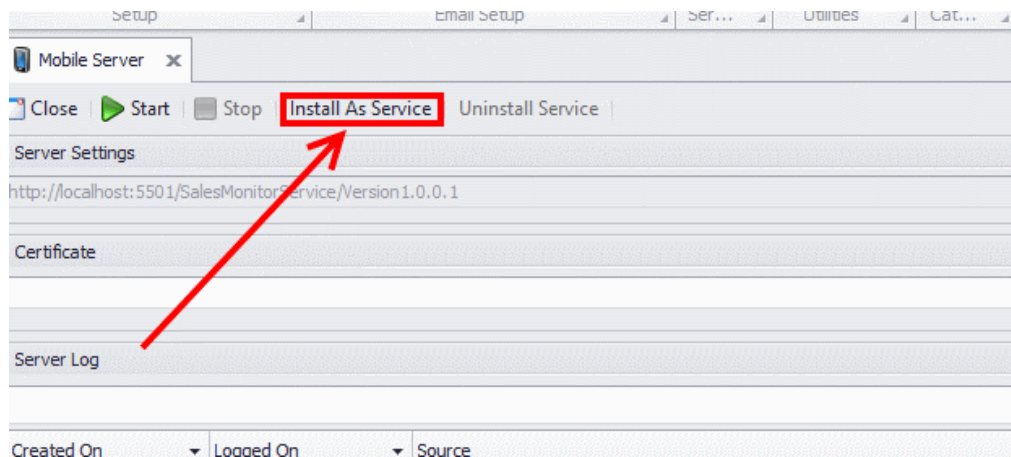 Setup Email Setup Ser... Utilities Cat...
Mobile Server
Close Start Stop Install As Service Uninstall Service
Server Settings
http://localhost:5501/SalesMonitorService/Version1.0.0.1
Certificate
Server Log
Created On Logged On Source